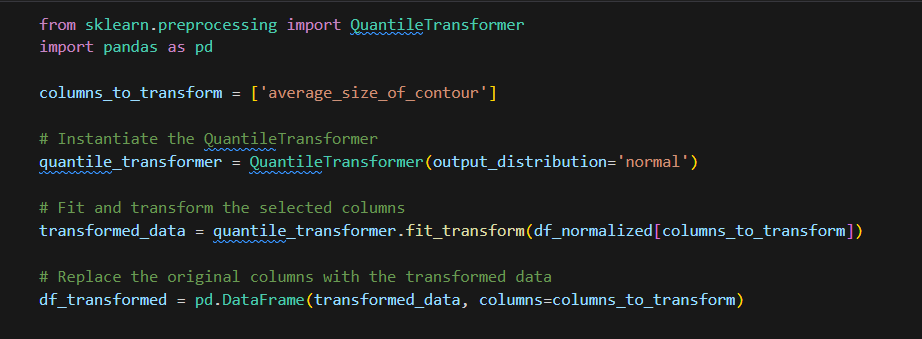 from sklearn.preprocessing import QuantileTransformer
import pandas as pd
columns_to_transform = ['average_size_of_contour']
# Instantiate the QuantileTransformer
quantile_transformer = QuantileTransformer(output_distribution='normal')
# Fit and transform the selected columns
transformed_data = quantile_transformer.fit_transform(df_normalized[columns_to_transform])
# Replace the original columns with the transformed data
df_transformed = pd.DataFrame(transformed_data, columns=columns_to_transform)